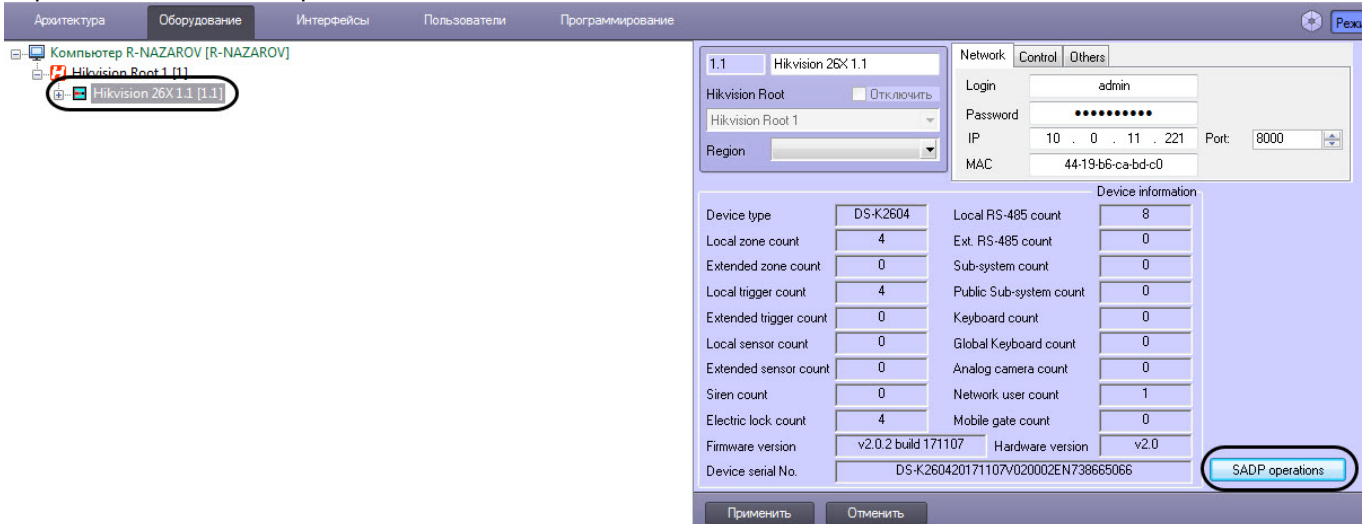 Архитектура Оборудование Интерфейсы Пользователи Программирование
Компьютер R-NAZAROV [R-NAZAROV]
Hikvision Root 1 [1]
Hikvision 26X 1.1 [1.1]
1.1 Hikvision 26X 1.1
Hikvision Root Отключить
Hikvision Root 1
Region
Network Control Others
Login admin
Password ••••••••••
IP 10 . 0 . 11 . 221 Port: 8000
MAC 44-19-b6-ca-bd-c0
Device information
Device type DS-K2604 Local RS-485 count 8
Local zone count 4 Ext. RS-485 count 0
Extended zone count 0 Sub-system count 0
Local trigger count 4 Public Sub-system count 0
Extended trigger count 0 Keyboard count 0
Local sensor count 0 Global Keyboard count 0
Extended sensor count 0 Analog camera count 0
Siren count 0 Network user count 1
Electric lock count 4 Mobile gate count 0
Firmware version v2.0.2 build 171107 Hardware version v2.0
Device serial No. DS-K260420171107V020002EN738665066 SADP operations
Применить Отменить